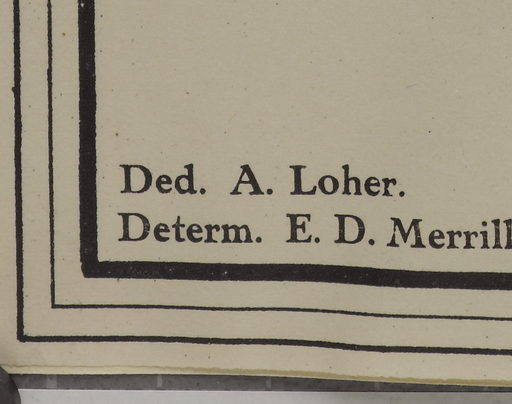 Ded. A. Loher.
Determ. E. D. Merrill